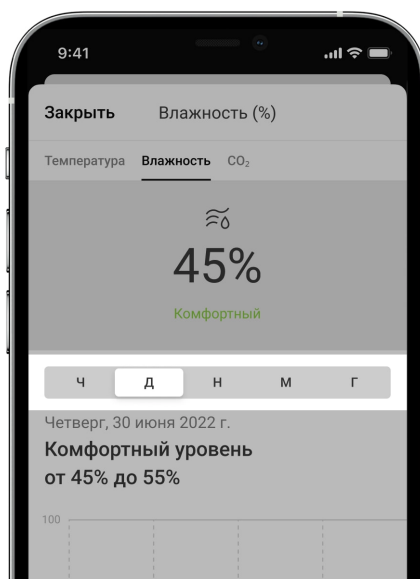 9:41
Закрыть Влажность (%)
Температура Влажность CO₂
45%
Комфортный
Ч Д Н М Г
Четверг, 30 июня 2022 г.
Комфортный уровень
от 45% до 55%
100